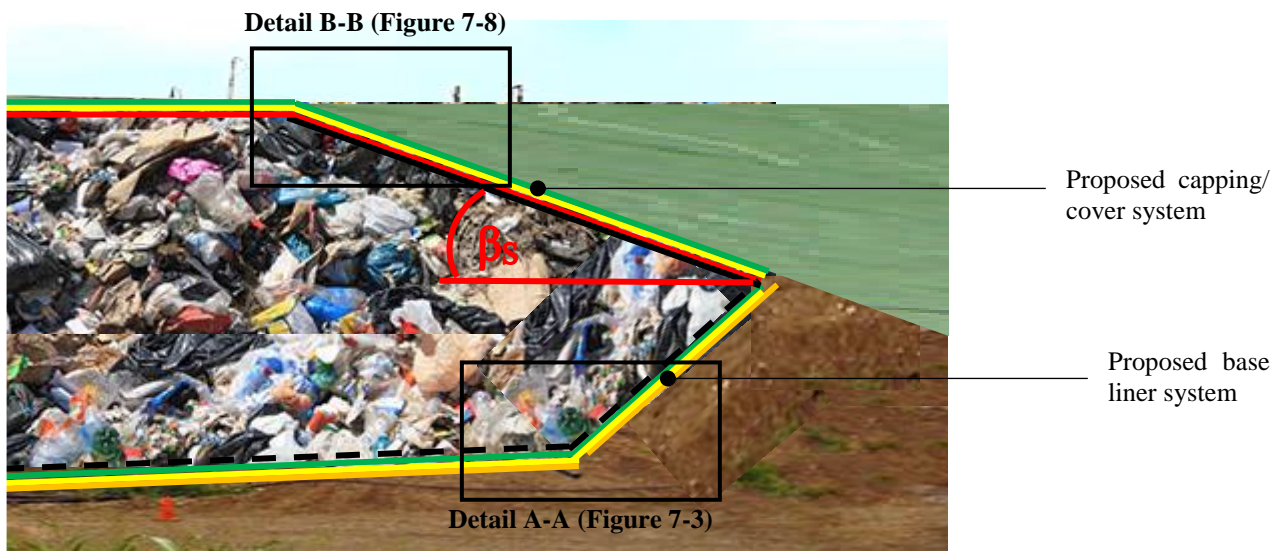 Detail B-B (Figure 7-8)
Proposed capping/
cover system
βs
Proposed base
liner system
Detail A-A (Figure 7-3)